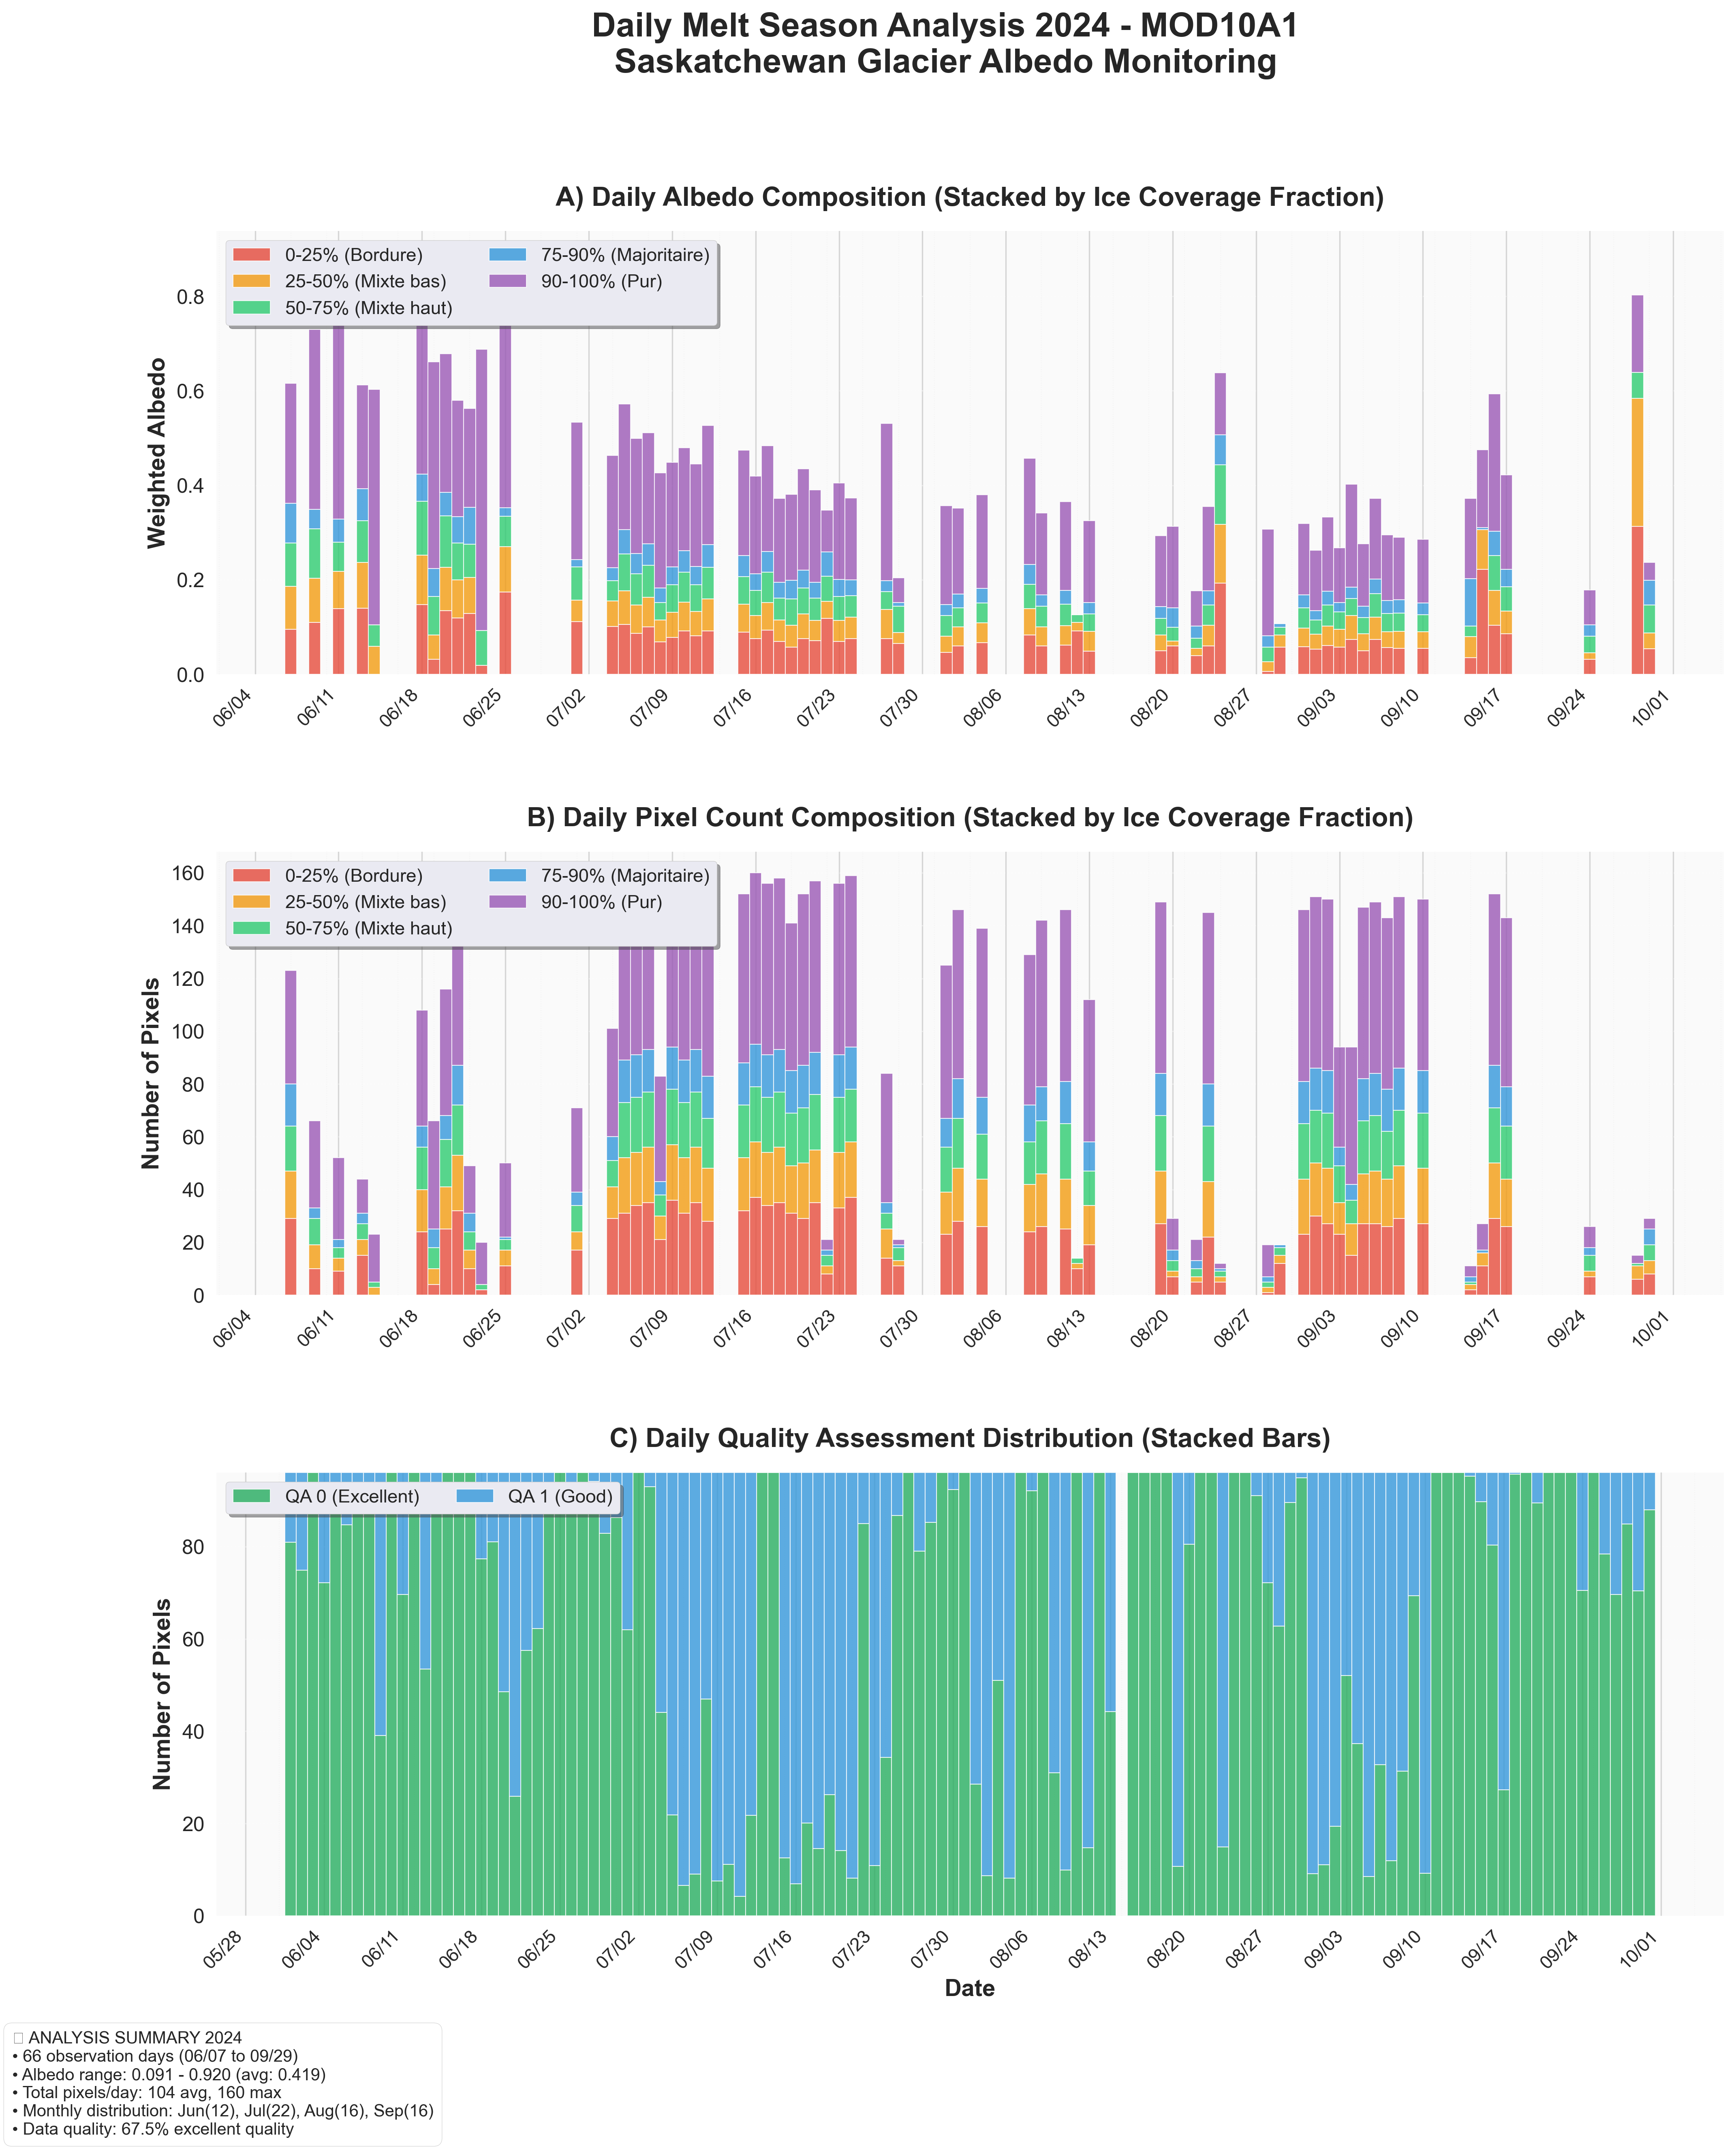 Daily Melt Season Analysis 2024 - MOD10A1
Saskatchewan Glacier Albedo Monitoring
A) Daily Albedo Composition (Stacked by Ice Coverage Fraction)
0-25% (Bordure) 75-90% (Majoritaire)
25-50% (Mixte bas) 90-100% (Pur)
50-75% (Mixte haut)
Weighted Albedo
0.8
0.6
0.4
0.2
0.0
06/04 06/11 06/18 06/25 07/02 07/09 07/16 07/23 07/30 08/06 08/13 08/20 08/27 09/03 09/10 09/17 09/24 10/01
B) Daily Pixel Count Composition (Stacked by Ice Coverage Fraction)
0-25% (Bordure) 75-90% (Majoritaire)
25-50% (Mixte bas) 90-100% (Pur)
50-75% (Mixte haut)
Number of Pixels
160
140
120
100
80
60
40
20
0
06/04 06/11 06/18 06/25 07/02 07/09 07/16 07/23 07/30 08/06 08/13 08/20 08/27 09/03 09/10 09/17 09/24 10/01
C) Daily Quality Assessment Distribution (Stacked Bars)
QA 0 (Excellent) QA 1 (Good)
Number of Pixels
80
60
40
20
0
05/28 06/04 06/11 06/18 06/25 07/02 07/09 07/16 07/23 07/30 08/06 08/13 08/20 08/27 09/03 09/10 09/17 09/24 10/01
Date
ANALYSIS SUMMARY 2024
• 66 observation days (06/07 to 09/29)
• Albedo range: 0.091 - 0.920 (avg: 0.419)
• Total pixels/day: 104 avg, 160 max
• Monthly distribution: Jun(12), Jul(22), Aug(16), Sep(16)
• Data quality: 67.5% excellent quality